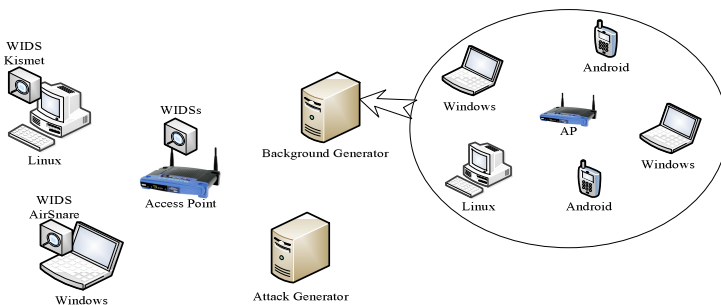 WIDS
Kismet
Linux
WIDSs
Access Point
WIDS
AirSnare
Windows
Background Generator
Attack Generator
Android
Windows
AP
Windows
Linux
Android